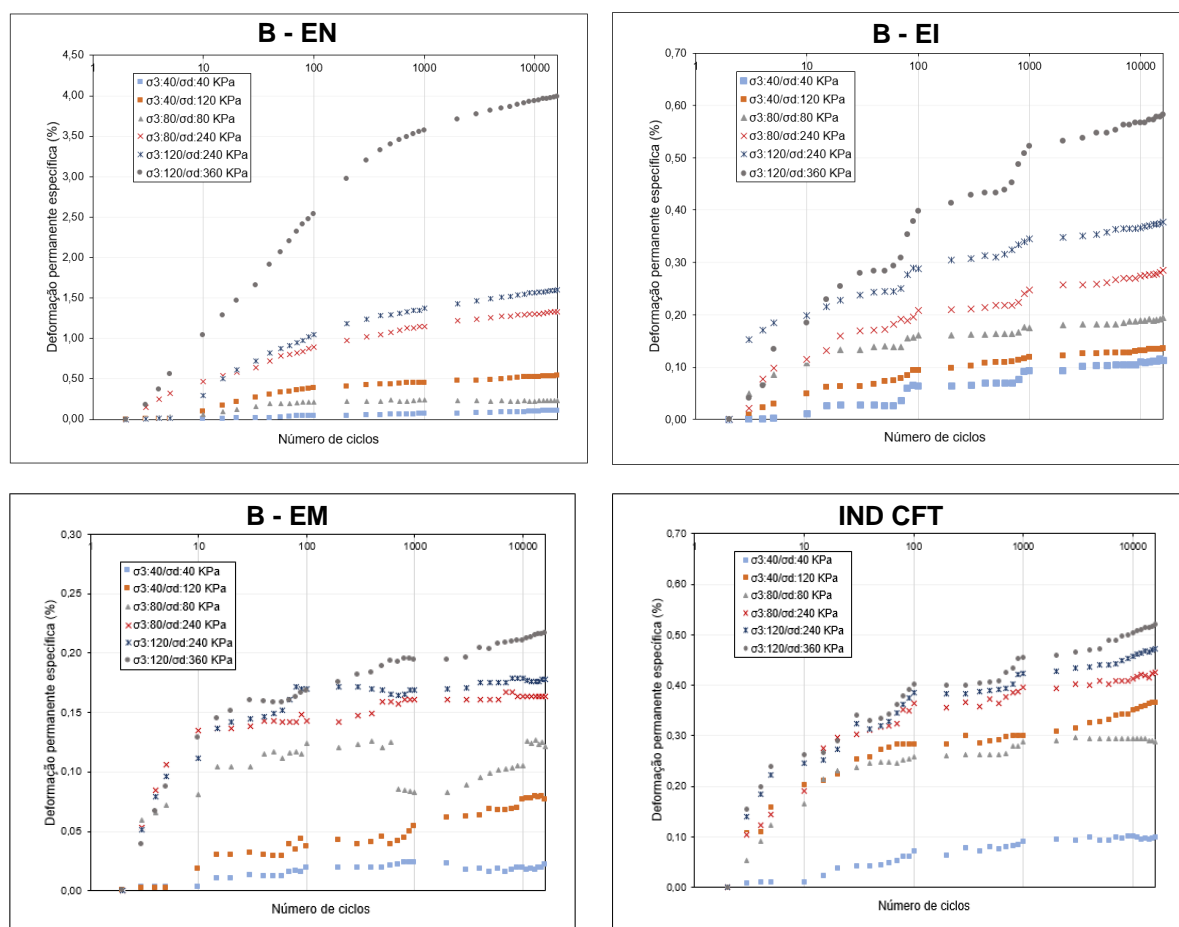 B - EN
4,50
4,00
3,50
3,00
2,50
2,00
1,50
1,00
0,50
0,00
1
10
100
1000
10000
Deformação permanente específica (%)
σ3:40/σd:40 KPa
σ3:40/σd:120 KPa
σ3:80/σd:80 KPa
σ3:80/σd:240 KPa
σ3:120/σd:240 KPa
σ3:120/σd:360 KPa
Número de ciclos
B - EI
0,70
0,60
0,50
0,40
0,30
0,20
0,10
0,00
1
10
100
1000
10000
Deformação permanente específica (%)
σ3:40/σd:40 KPa
σ3:40/σd:120 KPa
σ3:80/σd:80 KPa
σ3:80/σd:240 KPa
σ3:120/σd:240 KPa
σ3:120/σd:360 KPa
Número de ciclos
B - EM
0,30
0,25
0,20
0,15
0,10
0,05
0,00
1
10
100
1000
10000
Deformação permanente específica (%)
σ3:40/σd:40 KPa
σ3:40/σd:120 KPa
σ3:80/σd:80 KPa
σ3:80/σd:240 KPa
σ3:120/σd:240 KPa
σ3:120/σd:360 KPa
Número de ciclos
IND CFT
0,70
0,60
0,50
0,40
0,30
0,20
0,10
0,00
1
10
100
1000
10000
Deformação permanente específica (%)
σ3:40/σd:40 KPa
σ3:40/σd:120 KPa
σ3:80/σd:80 KPa
σ3:80/σd:240 KPa
σ3:120/σd:240 KPa
σ3:120/σd:360 KPa
Número de ciclos